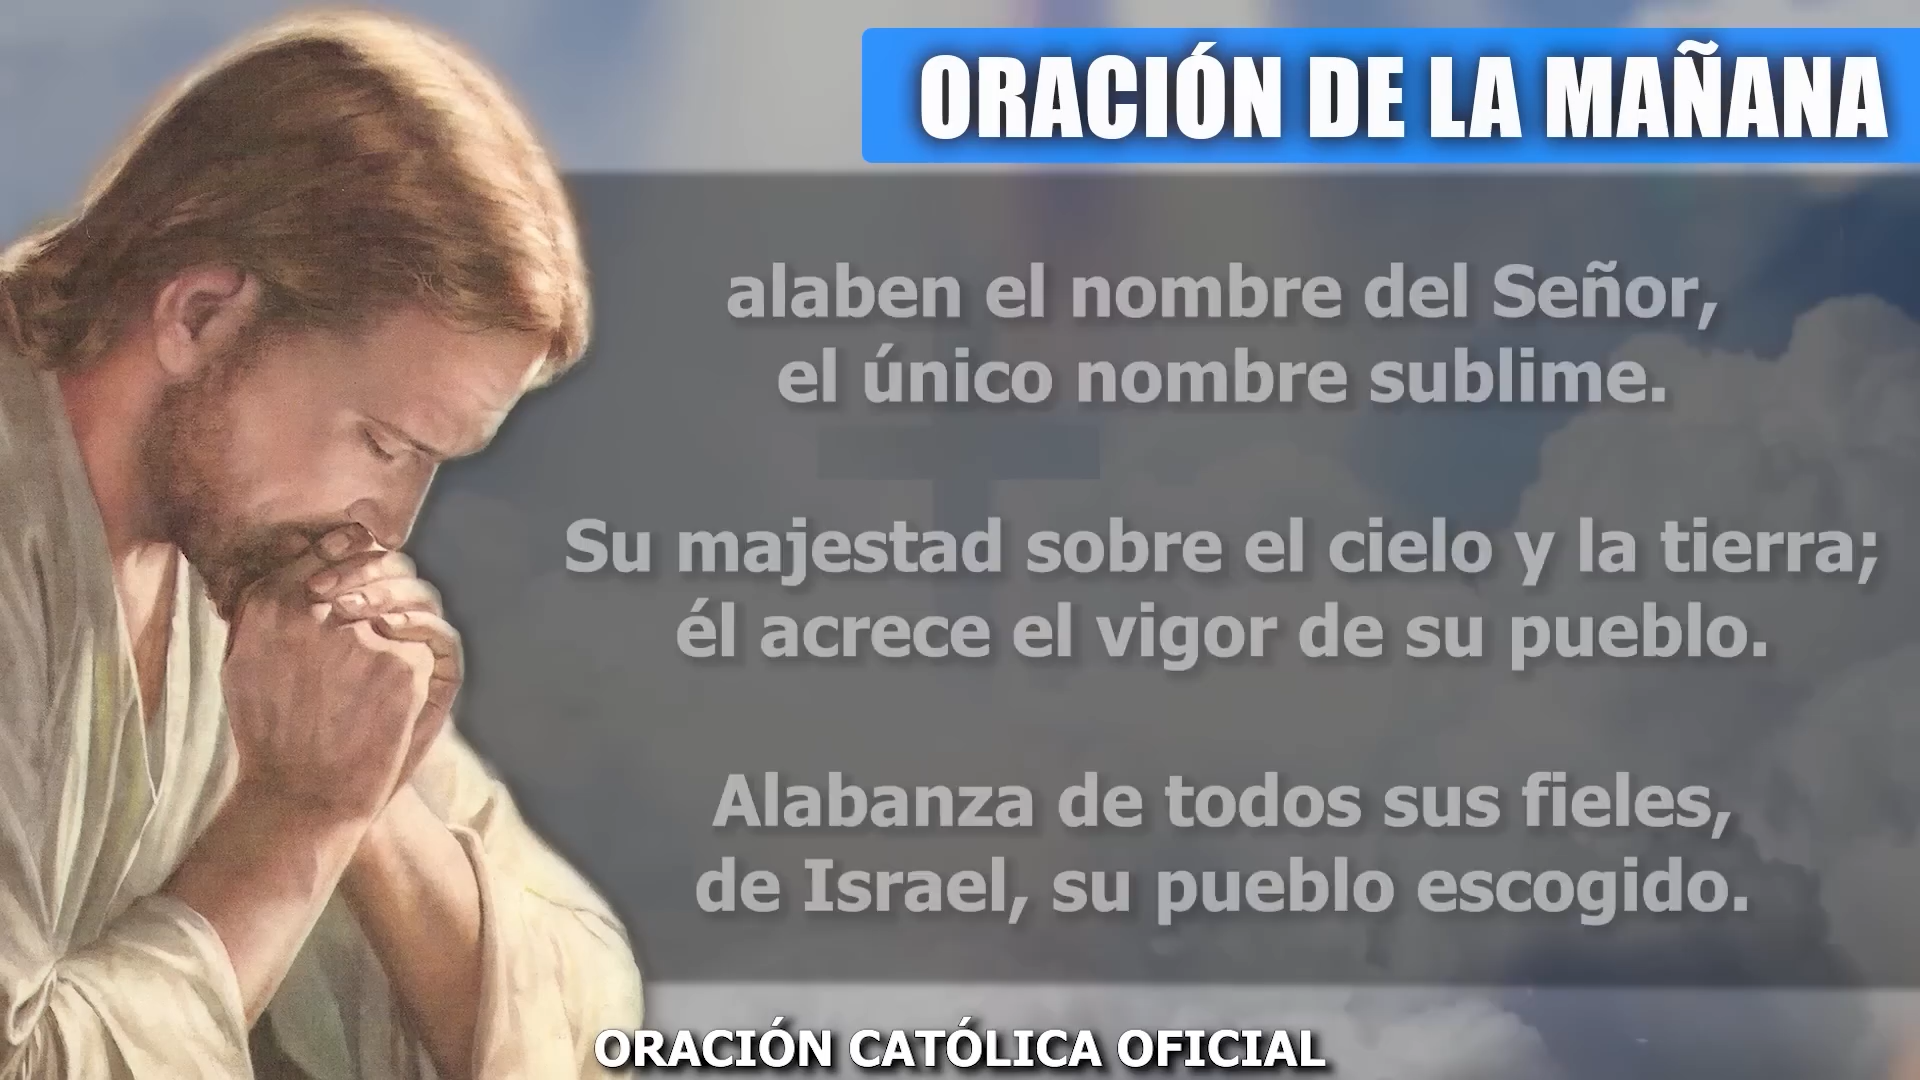 ORACIÓN DE LA MAÑANA
alaben el nombre del Señor,
el único nombre sublime.
Su majestad sobre el cielo y la tierra;
él acrece el vigor de su pueblo.
Alabanza de todos sus fieles,
de Israel, su pueblo escogido.
ORACIÓN CATÓLICA OFICIAL